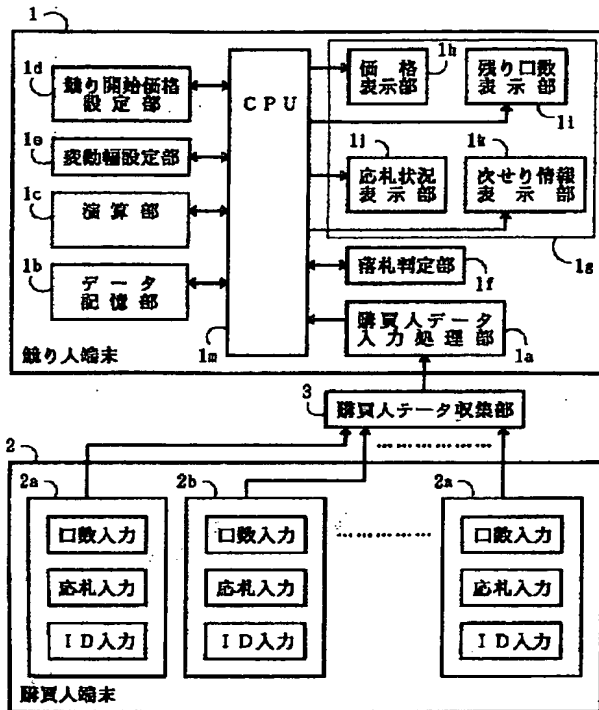 1
1d
競り開始価格
設定部
1e
変動幅設定部
1c
演算部
1b
データ
記憶部
CPU
1m
価格
表示部
1h
残り口数
表示部
1i
1j
応札状況
表示部
1k
次せり情報
表示部
1g
落札判定部
1f
購買人データ
入力処理部
1a
競り人端末
3
購買人データ収集部
2
2a
口数入力
応札入力
ID入力
2b
口数入力
応札入力
ID入力
2a
口数入力
応札入力
ID入力
購買人端末